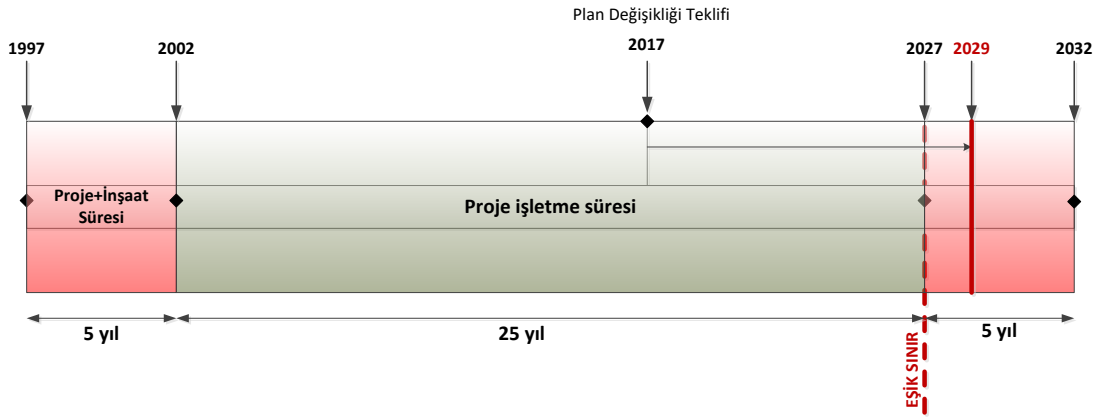 Plan Değişikliği Teklifi
1997
2002
2017
2027
2029
2032
Proje+İnşaat
Süresi
Proje işletme süresi
5 yıl
25 yıl
5 yıl
EŞİK SINIR